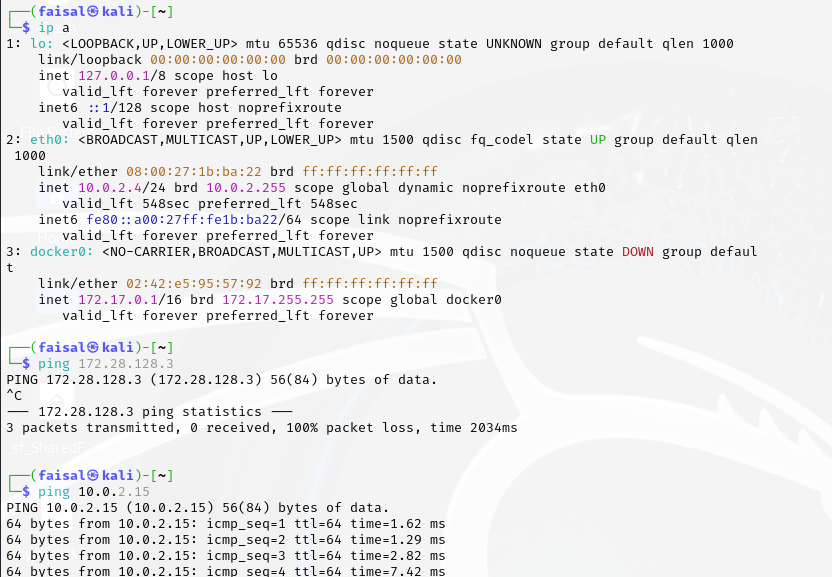 ┌──(faisal㉿kali)-[~]
└─$ ip a
1: lo: <LOOPBACK,UP,LOWER_UP> mtu 65536 qdisc noqueue state UNKNOWN group default qlen 1000
    link/loopback 00:00:00:00:00:00 brd 00:00:00:00:00:00
    inet 127.0.0.1/8 scope host lo
       valid_lft forever preferred_lft forever
    inet6 ::1/128 scope host noprefixroute
       valid_lft forever preferred_lft forever
2: eth0: <BROADCAST,MULTICAST,UP,LOWER_UP> mtu 1500 qdisc fq_codel state UP group default qlen
 1000
    link/ether 08:00:27:1b:ba:22 brd ff:ff:ff:ff:ff:ff
    inet 10.0.2.4/24 brd 10.0.2.255 scope global dynamic noprefixroute eth0
       valid_lft 548sec preferred_lft 548sec
    inet6 fe80::a00:27ff:fe1b:ba22/64 scope link noprefixroute
       valid_lft forever preferred_lft forever
3: docker0: <NO-CARRIER,BROADCAST,MULTICAST,UP> mtu 1500 qdisc noqueue state DOWN group defaul
t
    link/ether 02:42:e5:95:57:92 brd ff:ff:ff:ff:ff:ff
    inet 172.17.0.1/16 brd 172.17.255.255 scope global docker0
       valid_lft forever preferred_lft forever
┌──(faisal㉿kali)-[~]
└─$ ping 172.28.128.3
PING 172.28.128.3 (172.28.128.3) 56(84) bytes of data.
^C
--- 172.28.128.3 ping statistics ---
3 packets transmitted, 0 received, 100% packet loss, time 2034ms
┌──(faisal㉿kali)-[~]
└─$ ping 10.0.2.15
PING 10.0.2.15 (10.0.2.15) 56(84) bytes of data.
64 bytes from 10.0.2.15: icmp_seq=1 ttl=64 time=1.62 ms
64 bytes from 10.0.2.15: icmp_seq=2 ttl=64 time=1.29 ms
64 bytes from 10.0.2.15: icmp_seq=3 ttl=64 time=2.82 ms
64 bytes from 10.0.2.15: icmp_seq=4 ttl=64 time=7.42 ms